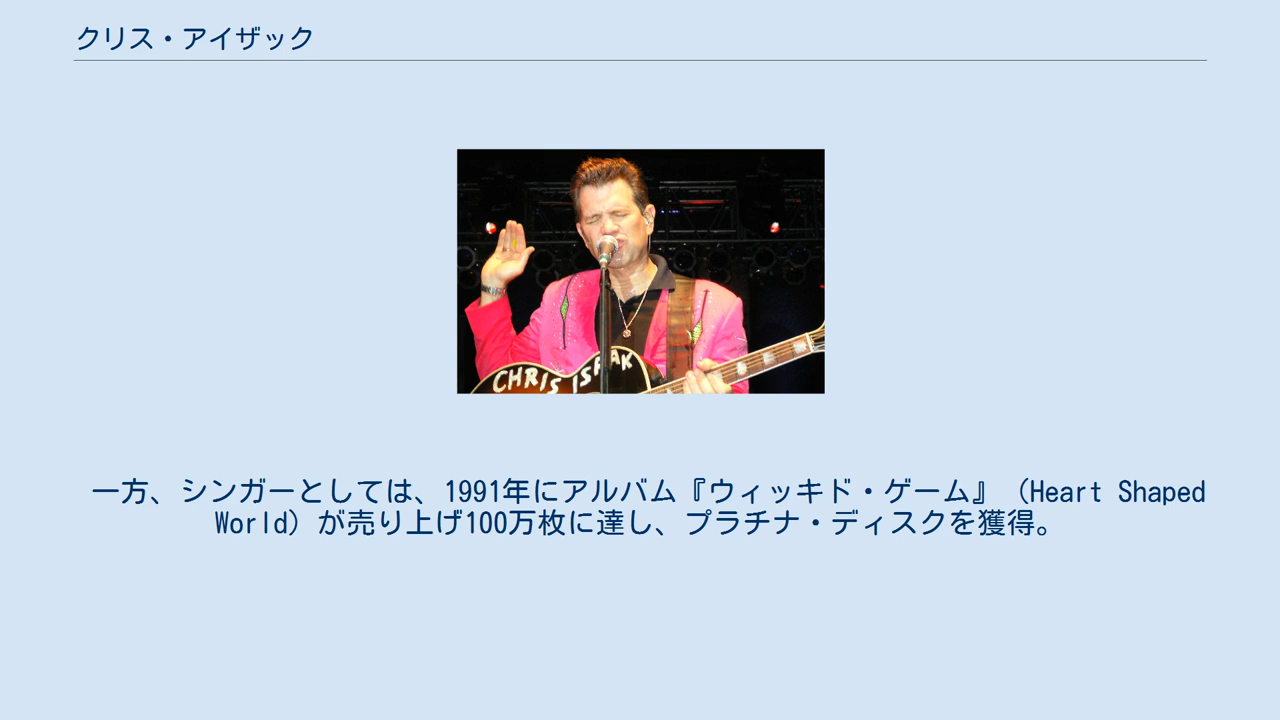 クリス・アイザック
CHRIS ISAAK
一方、シンガーとしては、1991年にアルバム『ウィッキド・ゲーム』（Heart Shaped
World）が売り上げ100万枚に達し、プラチナ・ディスクを獲得。